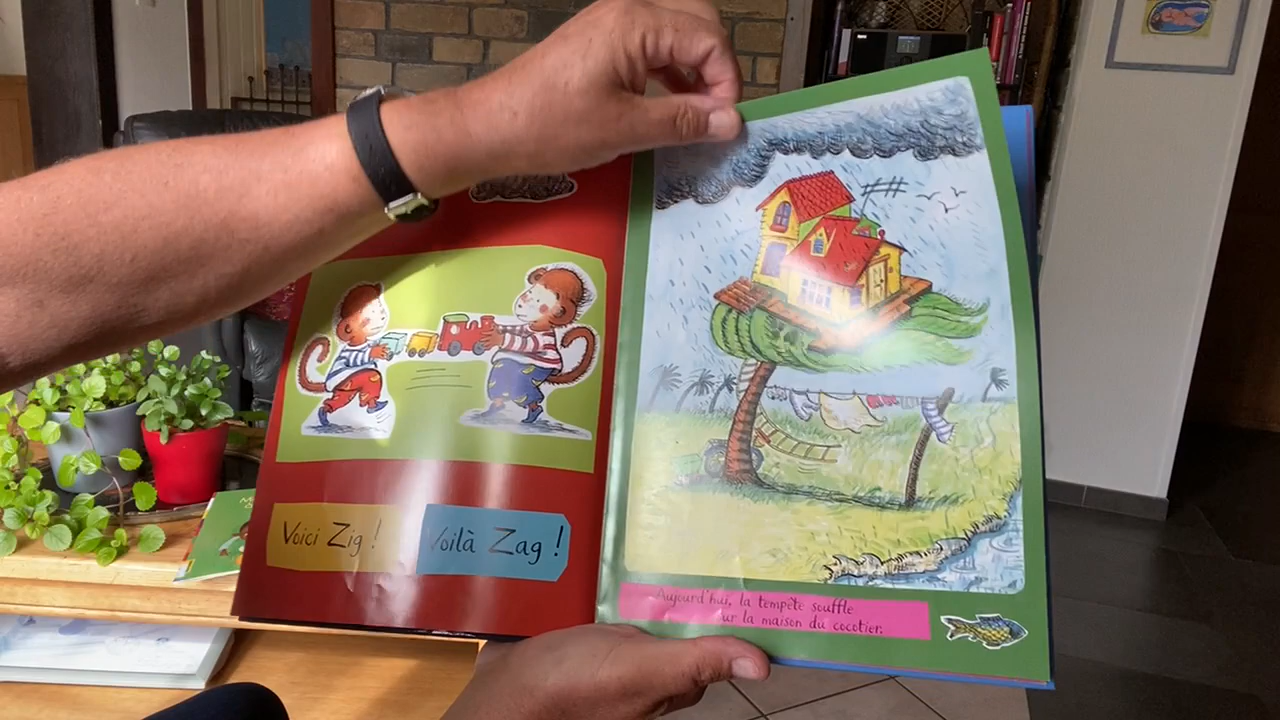 Voici Zig !
Voilà Zag !
Aujourd'hui, la tempête souffle
sur la maison du cocotier.